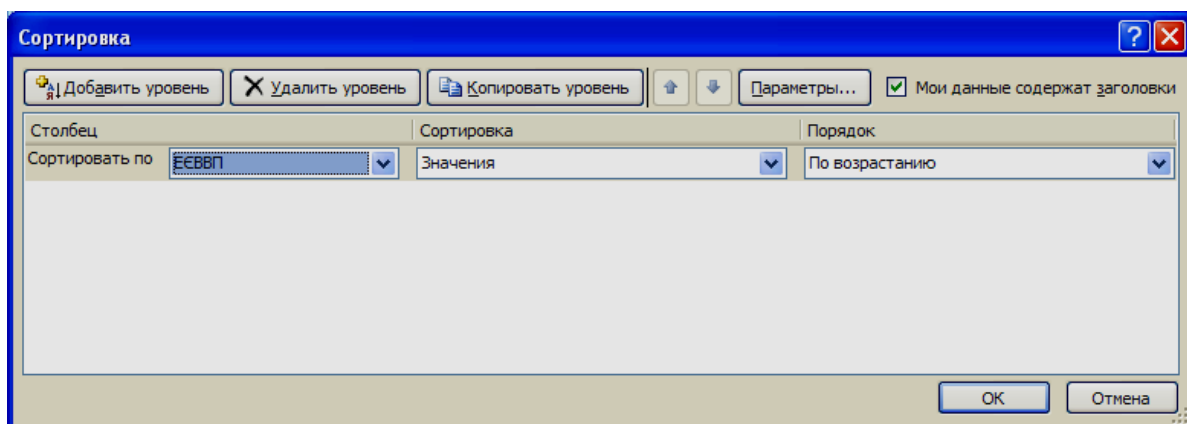 Сортировка
Добавить уровень Удалить уровень Копировать уровень Параметры... Мои данные содержат заголовки
Столбец Сортировка Порядок
Сортировать по ЕЄВВП Значения По возрастанию
ОК Отмена